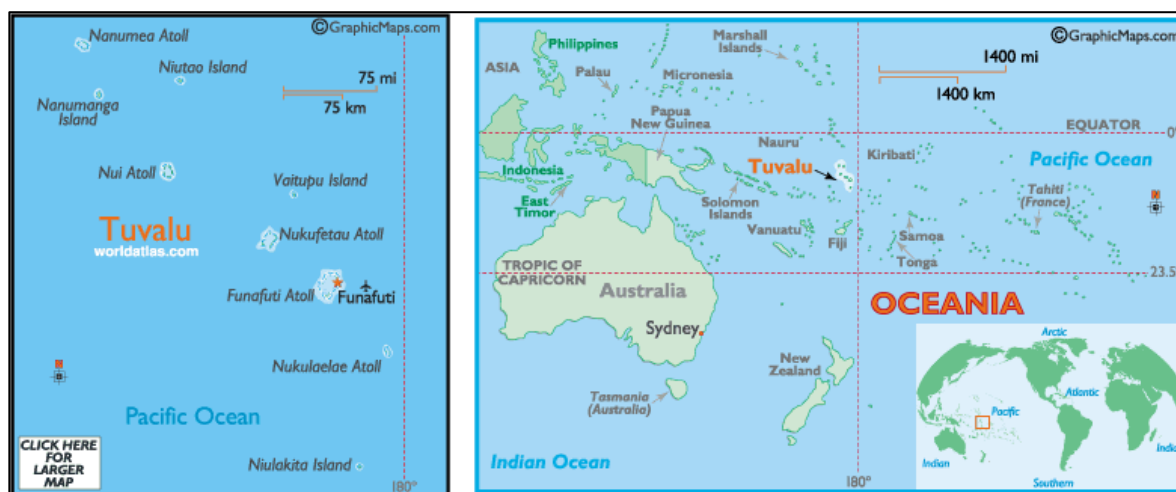 ©GraphicMaps.com
Nanumea Atoll
Niutao Island
75 mi
75 km
Nanumanga
Island
Nui Atoll
Vaitupu Island
Tuvalu
worldatlas.com
Nukufetau Atoll
Funafuti Atoll
Funafuti
Nukulaelae Atoll
Pacific Ocean
CLICK HERE
FOR
LARGER
MAP
Niulakita Island
180°
©GraphicMaps.com
Philippines
Marshall
Islands
1400 mi
1400 km
ASIA
Palau
Micronesia
Papua
New Guinea
EQUATOR
0°
Nauru
Kiribati
Pacific Ocean
Indonesia
Tuvalu
East
Timor
Solomon
Islands
Tahiti
(France)
Vanuatu
Fiji
Samoa
Tonga
TROPIC OF
CAPRICORN
23.5
Australia
OCEANIA
Sydney
New
Zealand
Tasmania
(Australia)
Indian Ocean
180°
Arctic
Atlantic
Pacific
Indian
India
Southern